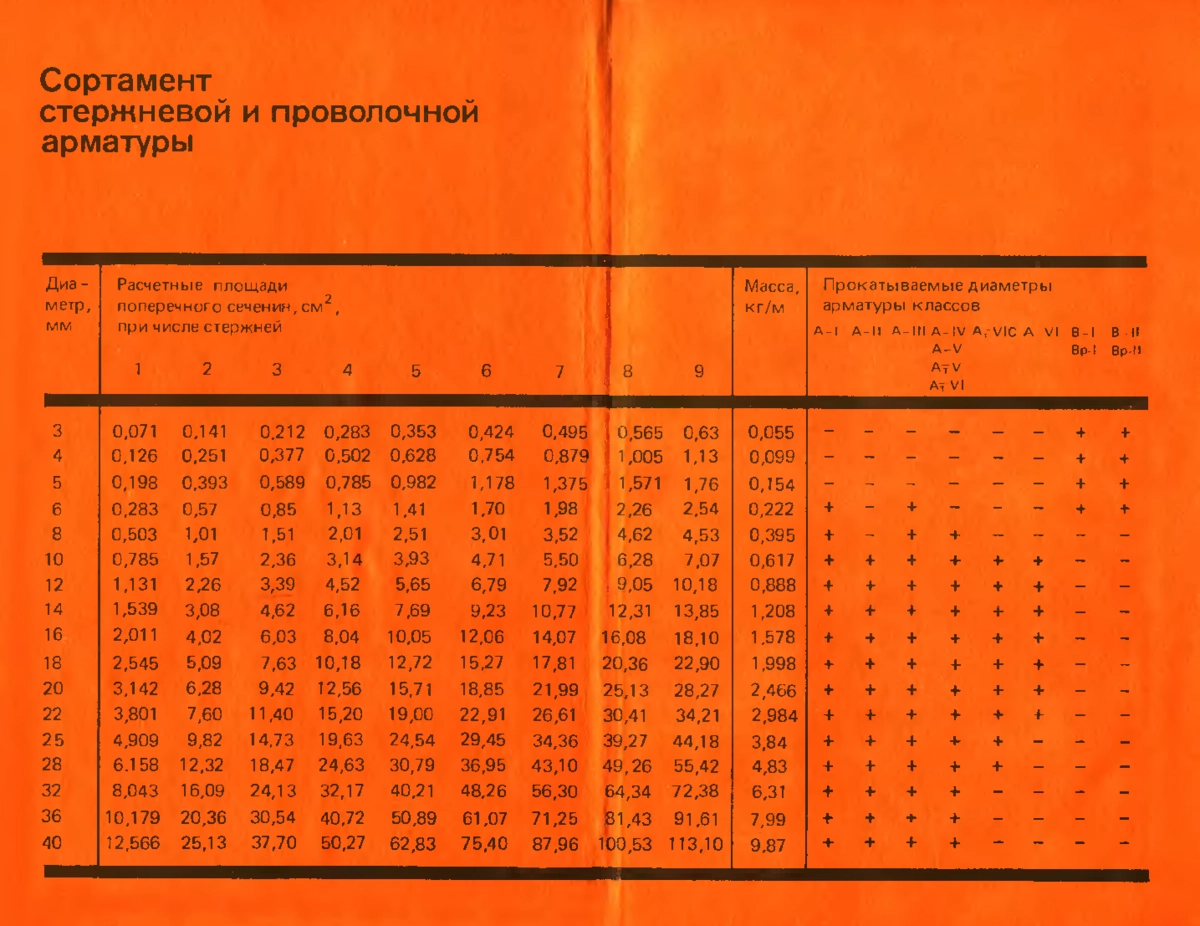 Сортамент
стержневой и проволочной
арматуры
Диа-
метр,
мм
Расчетные площади
поперечного сечения, см²,
при числе стержней
1 2 3 4 5 6 7 8 9
Масса,
кг/м
Прокатываемые диаметры
арматуры классов
А-I А-II А-III А-IV Ат-VIC А VI В-I В II
А-V Вр-I Вр-II
Ат V
Ат VI
3 0,071 0,141 0,212 0,283 0,353 0,424 0,495 0,565 0,63 0,055 − − − − − − + +
4 0,126 0,251 0,377 0,502 0,628 0,754 0,879 1,005 1,13 0,099 − − − − − − + +
5 0,198 0,393 0,589 0,785 0,982 1,178 1,375 1,571 1,76 0,154 − − − − − − + +
6 0,283 0,57 0,85 1,13 1,41 1,70 1,98 2,26 2,54 0,222 + − + − − − + +
8 0,503 1,01 1,51 2,01 2,51 3,01 3,52 4,62 4,53 0,395 + − + + − − − −
10 0,785 1,57 2,36 3,14 3,93 4,71 5,50 6,28 7,07 0,617 + + + + + + − −
12 1,131 2,26 3,39 4,52 5,65 6,79 7,92 9,05 10,18 0,888 + + + + + + − −
14 1,539 3,08 4,62 6,16 7,69 9,23 10,77 12,31 13,85 1,208 + + + + + + − −
16 2,011 4,02 6,03 8,04 10,05 12,06 14,07 16,08 18,10 1.578 + + + + + + − −
18 2,545 5,09 7,63 10,18 12,72 15,27 17,81 20,36 22,90 1,998 + + + + + + − −
20 3,142 6,28 9,42 12,56 15,71 18,85 21,99 25,13 28,27 2,466 + + + + + + − −
22 3,801 7,60 11,40 15,20 19,00 22,91 26,61 30,41 34,21 2,984 + + + + + + − −
25 4,909 9,82 14,73 19,63 24,54 29,45 34,36 39,27 44,18 3,84 + + + + + − − −
28 6.158 12,32 18,47 24,63 30,79 36,95 43,10 49,26 55,42 4,83 + + + + + − − −
32 8,043 16,09 24,13 32,17 40,21 48,26 56,30 64,34 72,38 6,31 + + + + − − − −
36 10,179 20,36 30,54 40,72 50,89 61,07 71,25 81,43 91,61 7,99 + + + + − − − −
40 12,566 25,13 37,70 50,27 62,83 75,40 87,96 100,53 113,10 9,87 + + + + − − − −